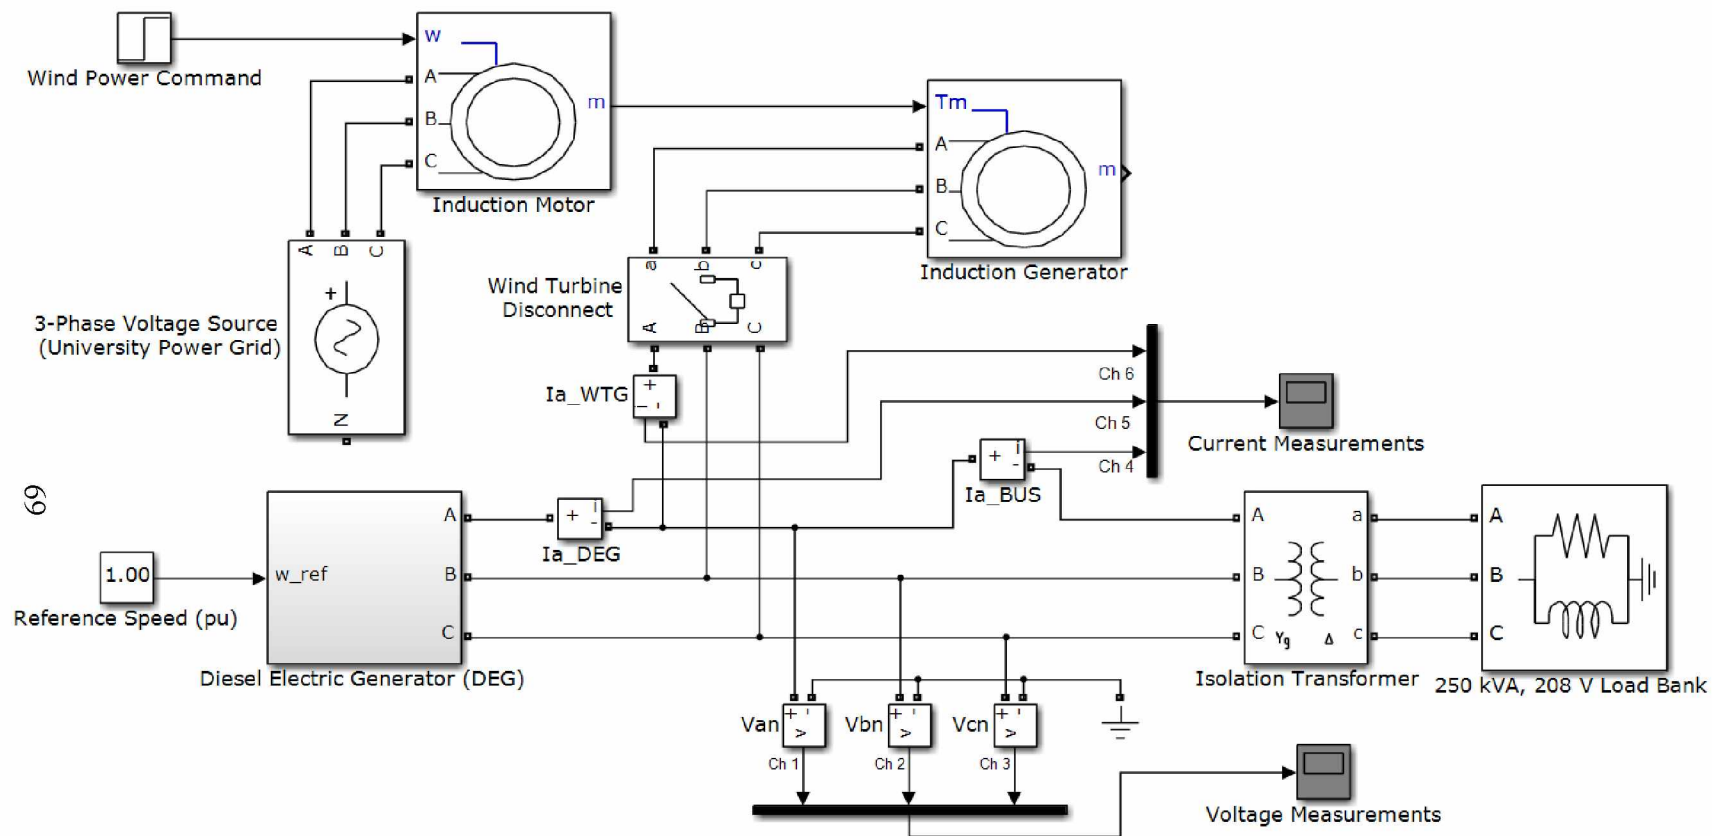 Wind Power Command
w
A
B
C
m
Induction Motor
Tm
A
B
C
m
Induction Generator
A
B
C
+
N
3-Phase Voltage Source
(University Power Grid)
a
b
c
A
B
C
Wind Turbine
Disconnect
Ia_WTG
+
i
-
Ch 6
Ch 5
Ch 4
Current Measurements
+
i
-
Ia_BUS
+
i
-
Ia_DEG
69
1.00
Reference Speed (pu)
w_ref
A
B
C
Diesel Electric Generator (DEG)
A
B
C
a
b
c
Yg
Δ
Isolation Transformer
A
B
C
250 kVA, 208 V Load Bank
Van
+ -
v
Ch 1
Vbn
+ -
v
Ch 2
Vcn
+ -
v
Ch 3
Voltage Measurements